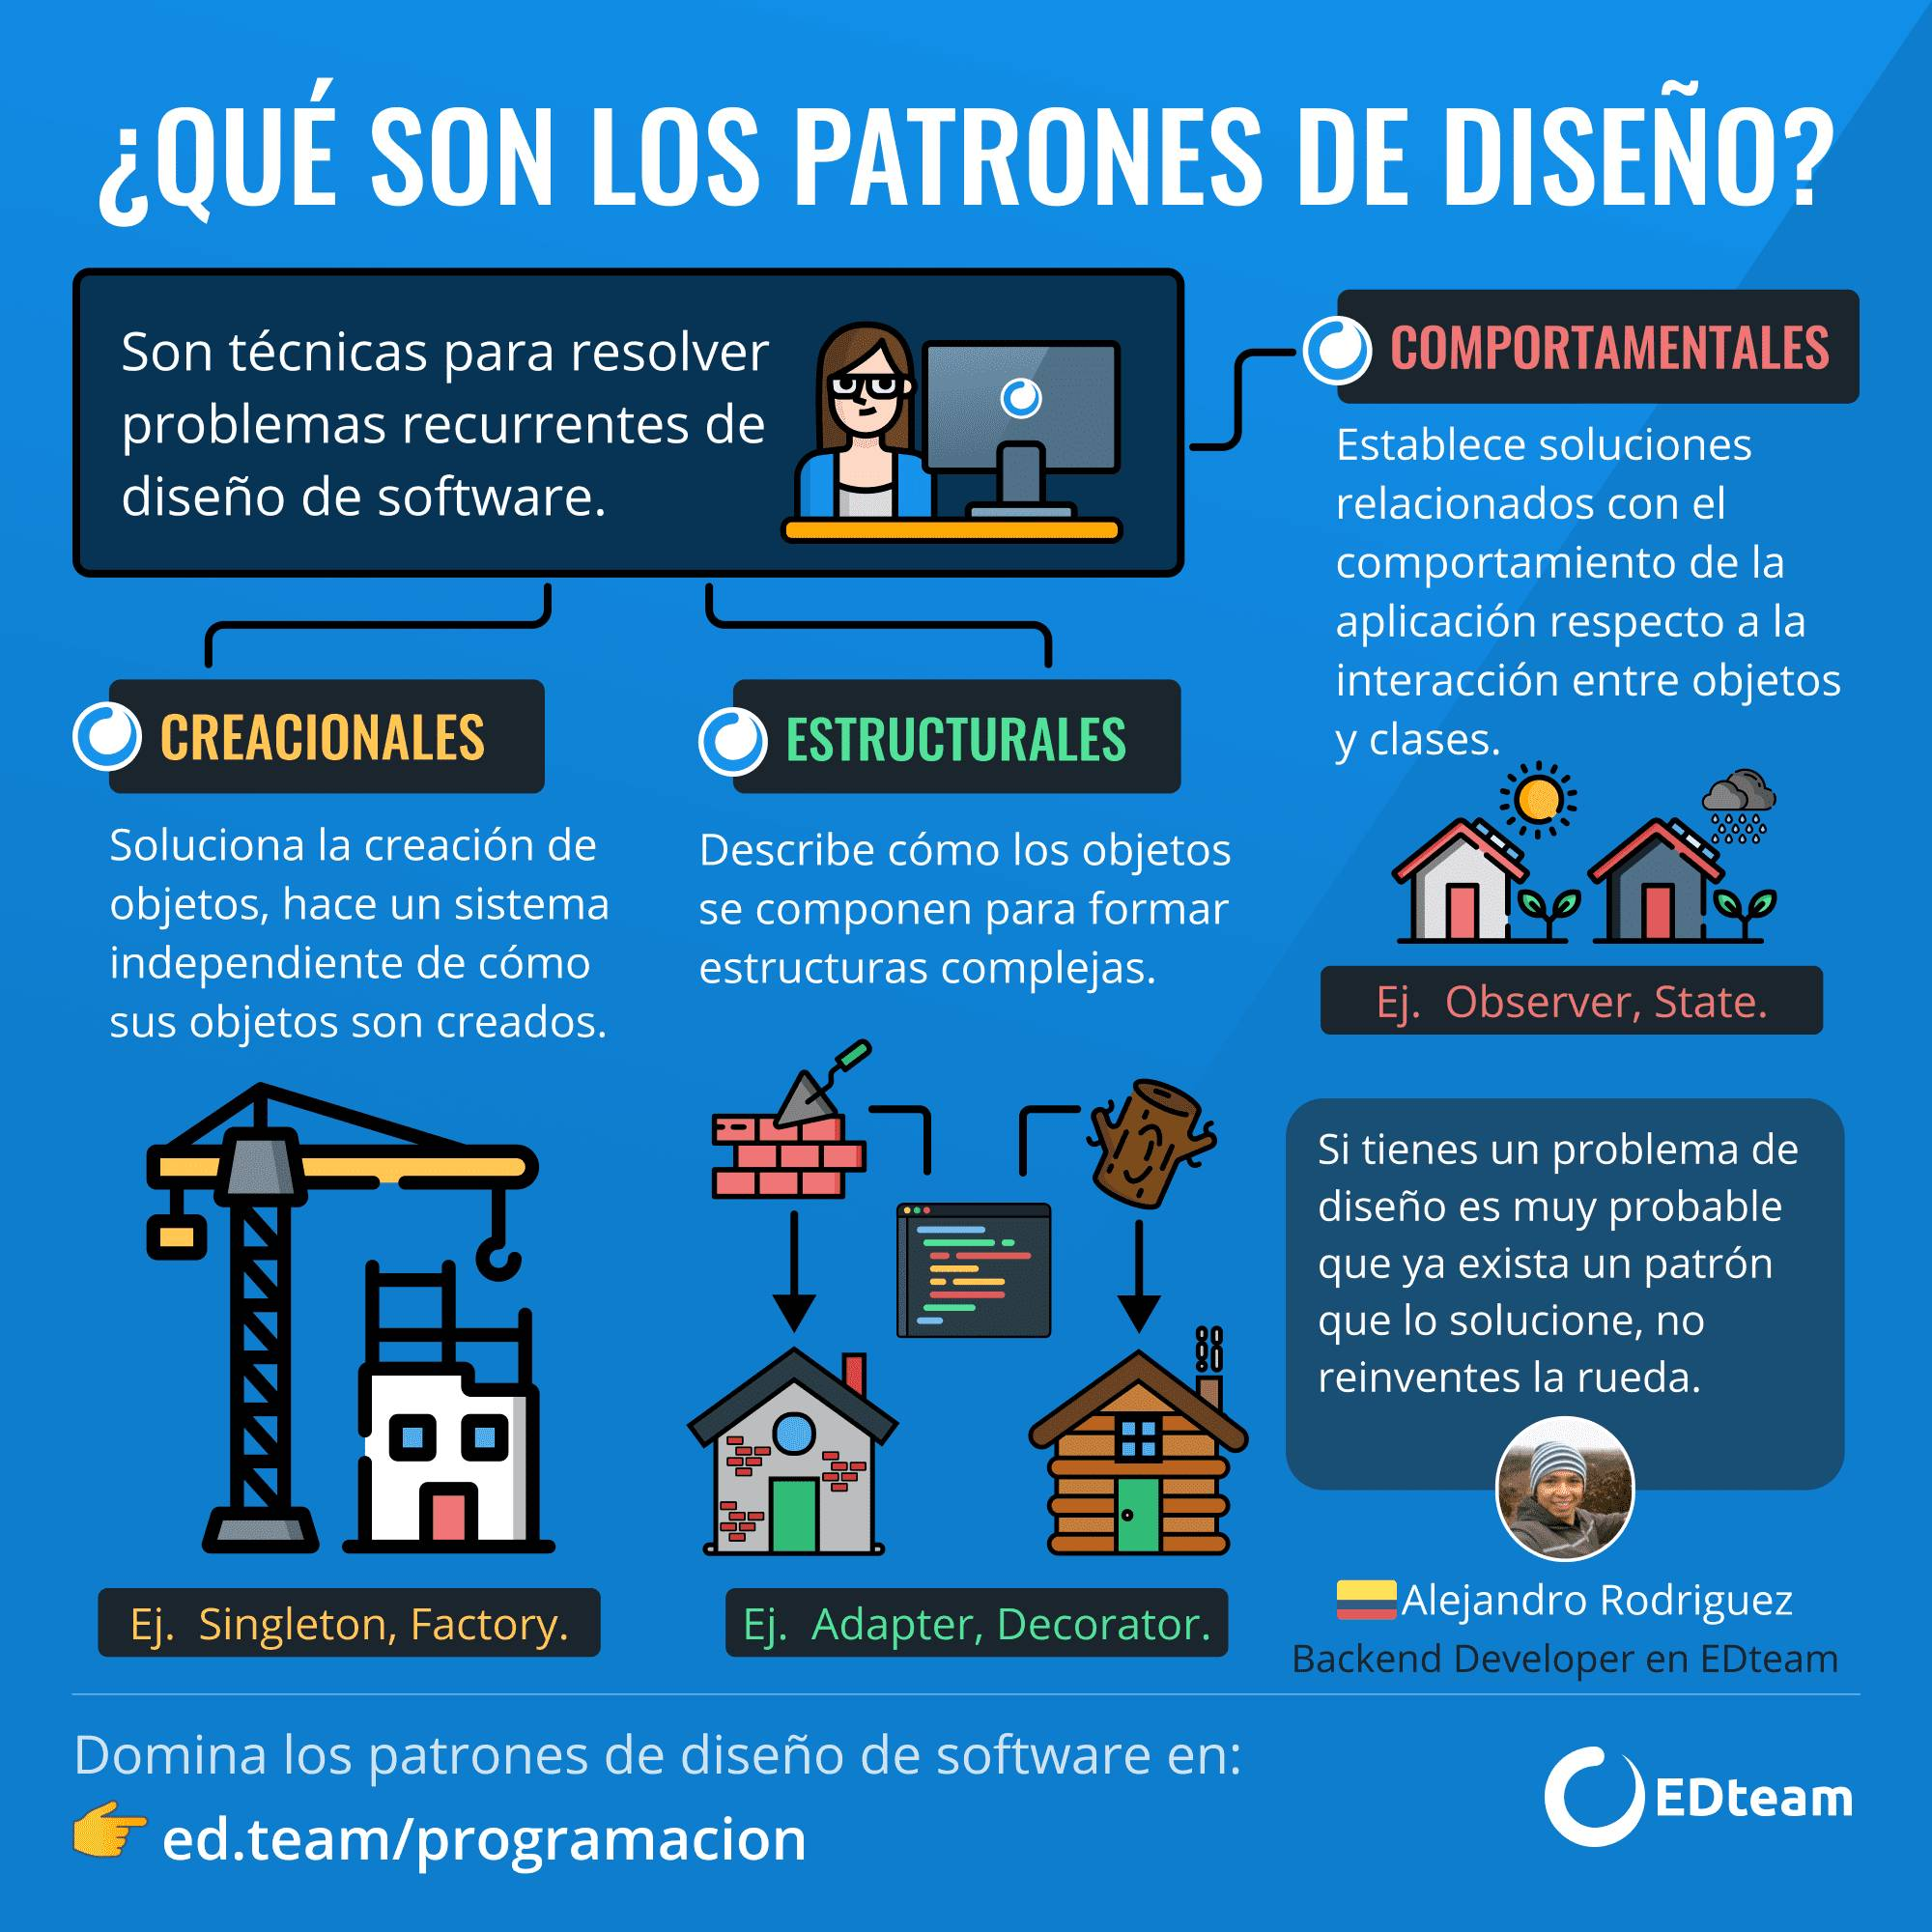 ¿QUÉ SON LOS PATRONES DE DISEÑO?
Son técnicas para resolver
problemas recurrentes de
diseño de software.
CREACIONALES
Soluciona la creación de
objetos, hace un sistema
independiente de cómo
sus objetos son creados.
Ej. Singleton, Factory.
ESTRUCTURALES
Describe cómo los objetos
se componen para formar
estructuras complejas.
Ej. Adapter, Decorator.
COMPORTAMENTALES
Establece soluciones
relacionados con el
comportamiento de la
aplicación respecto a la
interacción entre objetos
y clases.
Ej. Observer, State.
Si tienes un problema de
diseño es muy probable
que ya exista un patrón
que lo solucione, no
reinventes la rueda.
Alejandro Rodriguez
Backend Developer en EDteam
Domina los patrones de diseño de software en:
ed.team/programacion
EDteam